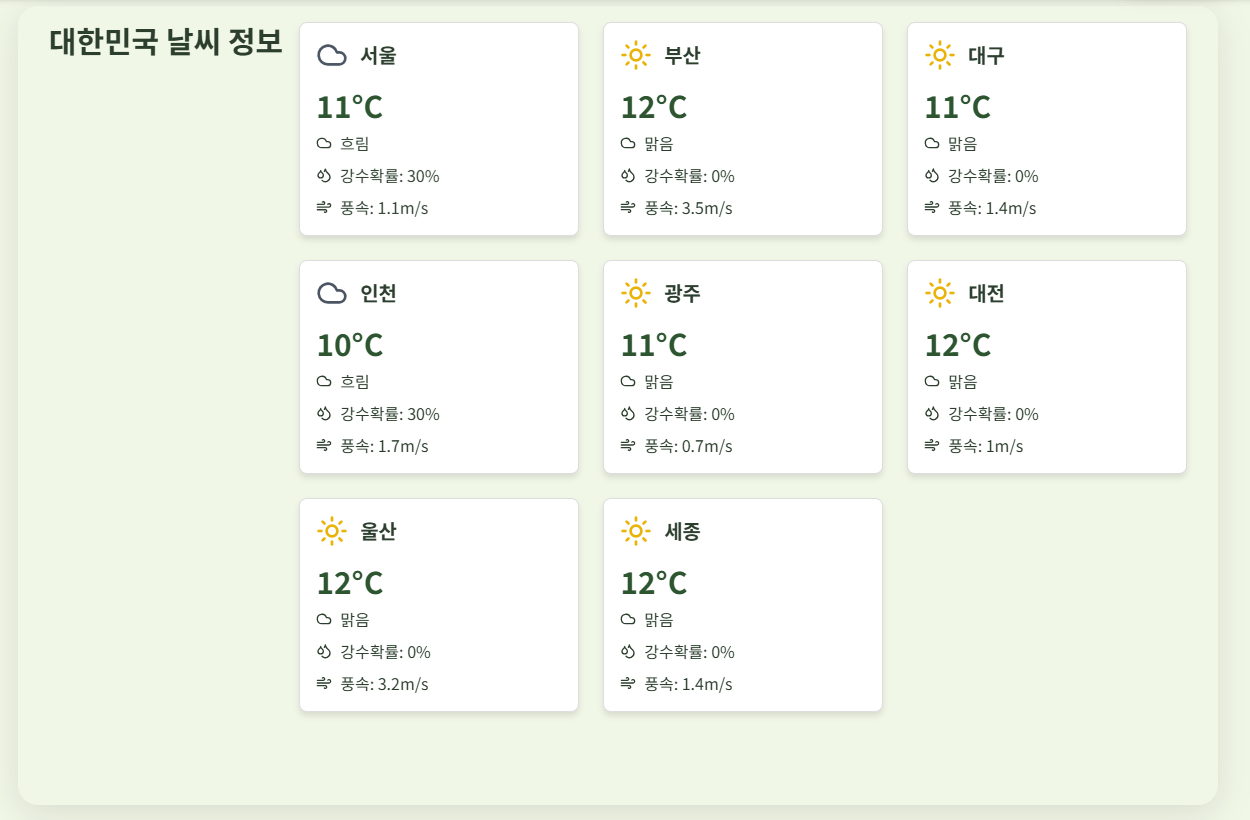 대한민국 날씨 정보
서울
11°C
흐림
강수확률: 30%
풍속: 1.1m/s
부산
12°C
맑음
강수확률: 0%
풍속: 3.5m/s
대구
11°C
맑음
강수확률: 0%
풍속: 1.4m/s
인천
10°C
흐림
강수확률: 30%
풍속: 1.7m/s
광주
11°C
맑음
강수확률: 0%
풍속: 0.7m/s
대전
12°C
맑음
강수확률: 0%
풍속: 1m/s
울산
12°C
맑음
강수확률: 0%
풍속: 3.2m/s
세종
12°C
맑음
강수확률: 0%
풍속: 1.4m/s